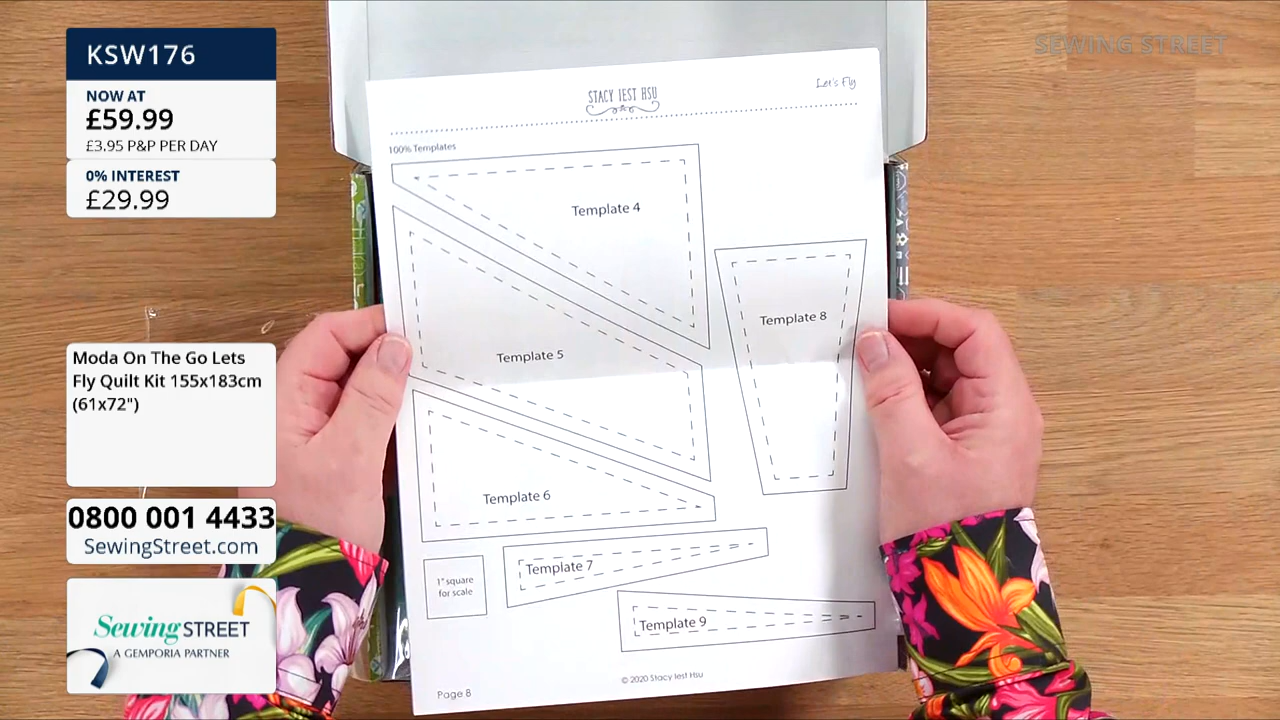 KSW176
NOW AT
£59.99
£3.95 P&P PER DAY
0% INTEREST
£29.99
Moda On The Go Lets
Fly Quilt Kit 155x183cm
(61x72")
0800 001 4433
SewingStreet.com
Sewing STREET
A GEMPORIA PARTNER
SEWING STREET
STACY IEST HSU
Let's Fly
100% Templates
Template 4
Template 5
Template 8
Template 6
1" square
for scale
Template 7
Template 9
© 2020 Stacy Iest Hsu
Page 8